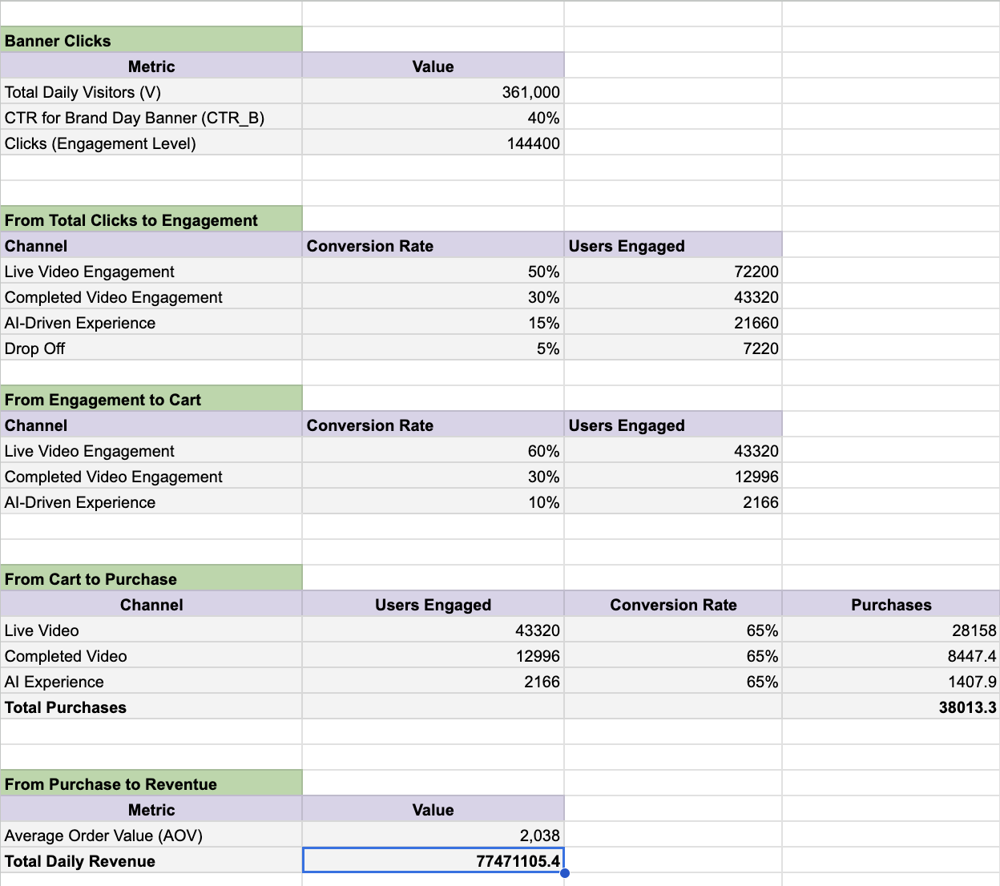 Banner Clicks
Metric Value
Total Daily Visitors (V) 361,000
CTR for Brand Day Banner (CTR_B) 40%
Clicks (Engagement Level) 144400
From Total Clicks to Engagement
Channel Conversion Rate Users Engaged
Live Video Engagement 50% 72200
Completed Video Engagement 30% 43320
AI-Driven Experience 15% 21660
Drop Off 5% 7220
From Engagement to Cart
Channel Conversion Rate Users Engaged
Live Video Engagement 60% 43320
Completed Video Engagement 30% 12996
AI-Driven Experience 10% 2166
From Cart to Purchase
Channel Users Engaged Conversion Rate Purchases
Live Video 43320 65% 28158
Completed Video 12996 65% 8447.4
AI Experience 2166 65% 1407.9
Total Purchases 38013.3
From Purchase to Reventue
Metric Value
Average Order Value (AOV) 2,038
Total Daily Revenue 77471105.4